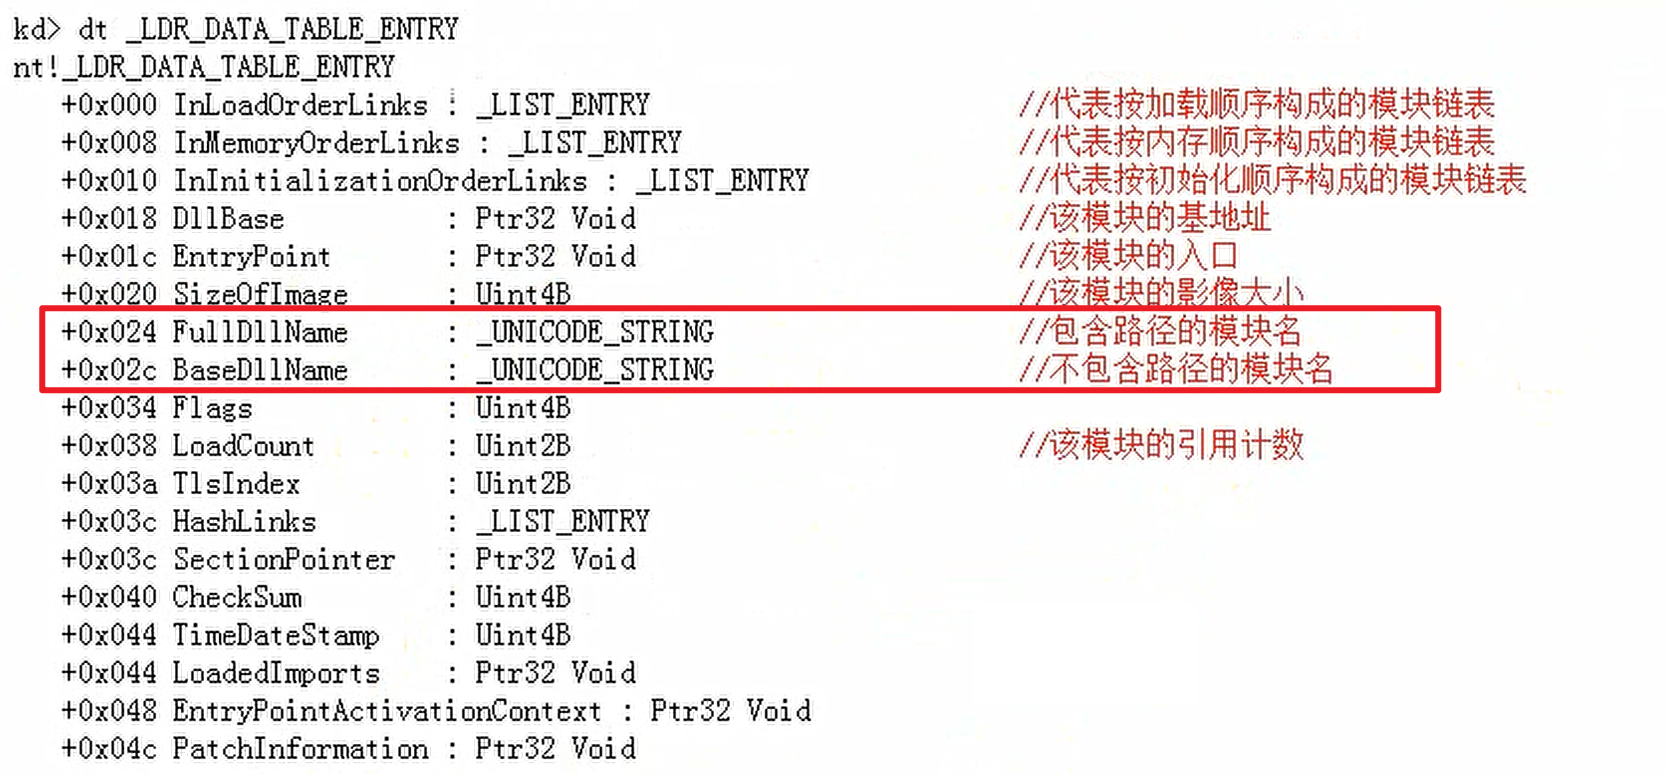 kd> dt _LDR_DATA_TABLE_ENTRY
nt!_LDR_DATA_TABLE_ENTRY
+0x000 InLoadOrderLinks : _LIST_ENTRY //代表按加载顺序构成的模块链表
+0x008 InMemoryOrderLinks : _LIST_ENTRY //代表按内存顺序构成的模块链表
+0x010 InInitializationOrderLinks : _LIST_ENTRY //代表按初始化顺序构成的模块链表
+0x018 DllBase : Ptr32 Void //该模块的基地址
+0x01c EntryPoint : Ptr32 Void //该模块的入口
+0x020 SizeOfImage : Uint4B //该模块的影像大小
+0x024 FullDllName : _UNICODE_STRING //包含路径的模块名
+0x02c BaseDllName : _UNICODE_STRING //不包含路径的模块名
+0x034 Flags : Uint4B
+0x038 LoadCount : Uint2B //该模块的引用计数
+0x03a TlsIndex : Uint2B
+0x03c HashLinks : _LIST_ENTRY
+0x03c SectionPointer : Ptr32 Void
+0x040 CheckSum : Uint4B
+0x044 TimeDateStamp : Uint4B
+0x044 LoadedImports : Ptr32 Void
+0x048 EntryPointActivationContext : Ptr32 Void
+0x04c PatchInformation : Ptr32 Void